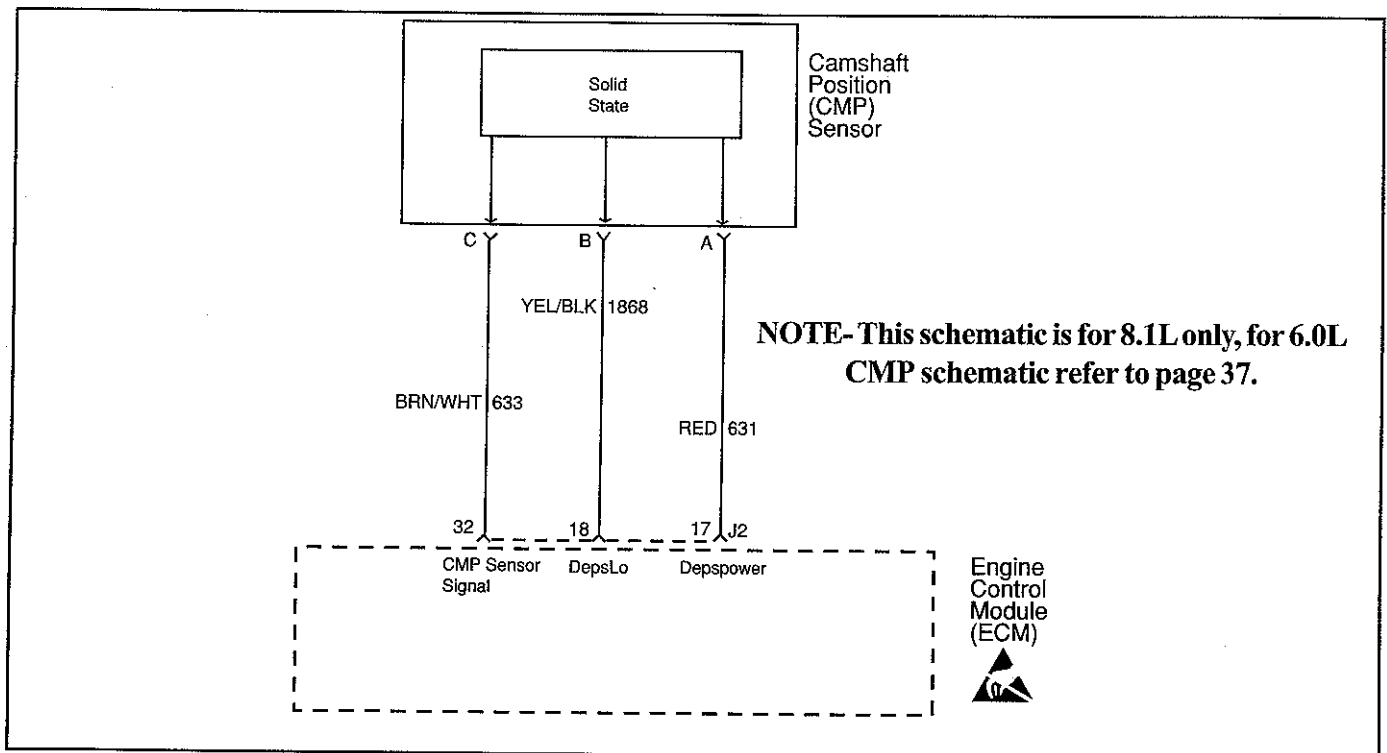 Solid
State
Camshaft
Position
(CMP)
Sensor
C B A
YEL/BLK 1868
NOTE- This schematic is for 8.1L only, for 6.0L
CMP schematic refer to page 37.
BRN/WHT 633
RED 631
32 18 17 J2
CMP Sensor
Signal
DepsLo
Depspower
Engine
Control
Module
(ECM)